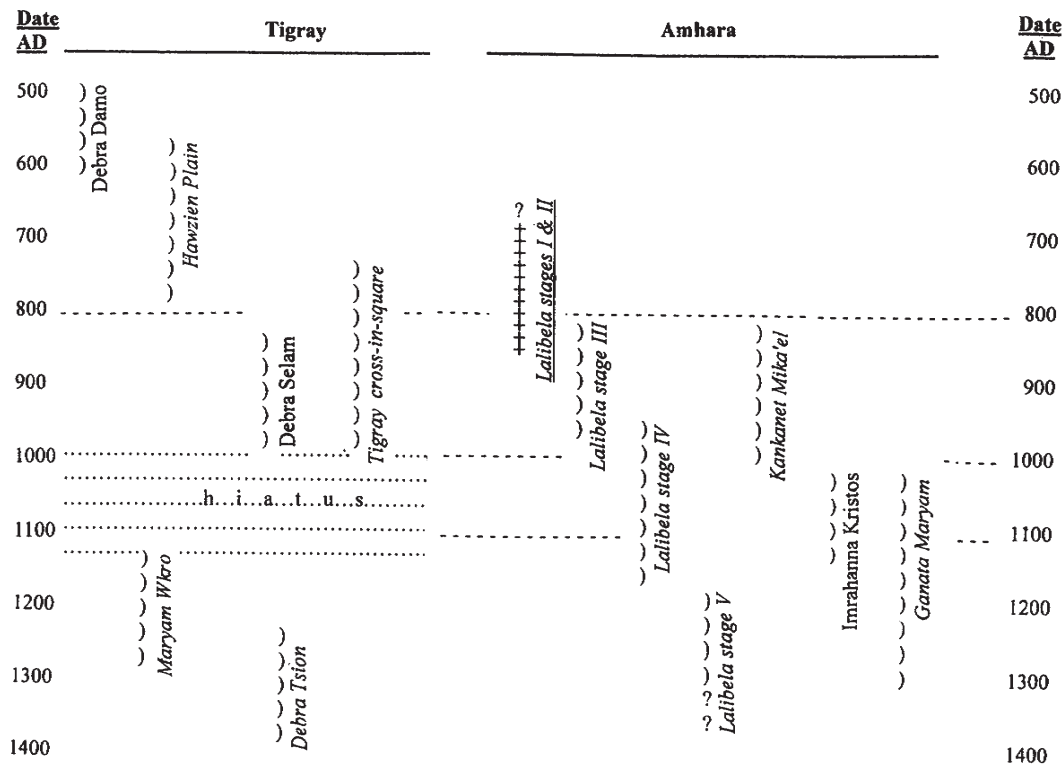 Date
AD
Tigray
Amhara
Date
AD
500
600
700
800
900
1000
1100
1200
1300
1400
Debra Damo
Hawzien Plain
Debra Selam
Tigray cross-in-square
h i a t u s
Maryam Wkro
Debra Tsion
?
Lalibela stages I & II
Lalibela stage III
Lalibela stage IV
Lalibela stage V
?
?
Kankanet Mika'el
Imrahanna Kristos
Ganata Maryam
500
600
700
800
900
1000
1100
1200
1300
1400